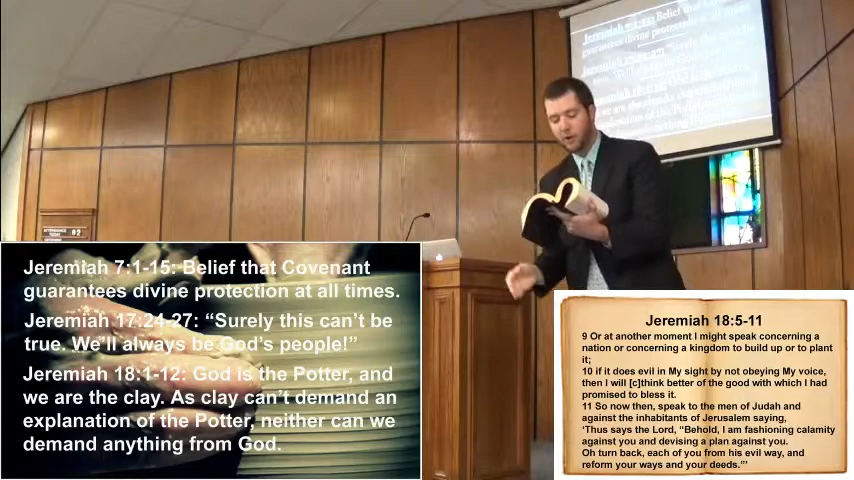 Jeremiah 7:1-15: Belief that Covenant
guarantees divine protection at all times.
Jeremiah 17:24-27: “Surely this can’t be
true. We’ll always be God’s people!”
Jeremiah 18:1-12: God is the Potter, and
we are the clay. As clay can’t demand an
explanation of the Potter, neither can we
demand anything from God.
Jeremiah 18:5-11
9 Or at another moment I might speak concerning a
nation or concerning a kingdom to build up or to plant
it;
10 if it does evil in My sight by not obeying My voice,
then I will [c]think better of the good with which I had
promised to bless it.
11 So now then, speak to the men of Judah and
against the inhabitants of Jerusalem saying,
‘Thus says the Lord, “Behold, I am fashioning calamity
against you and devising a plan against you.
Oh turn back, each of you from his evil way, and
reform your ways and your deeds.”’